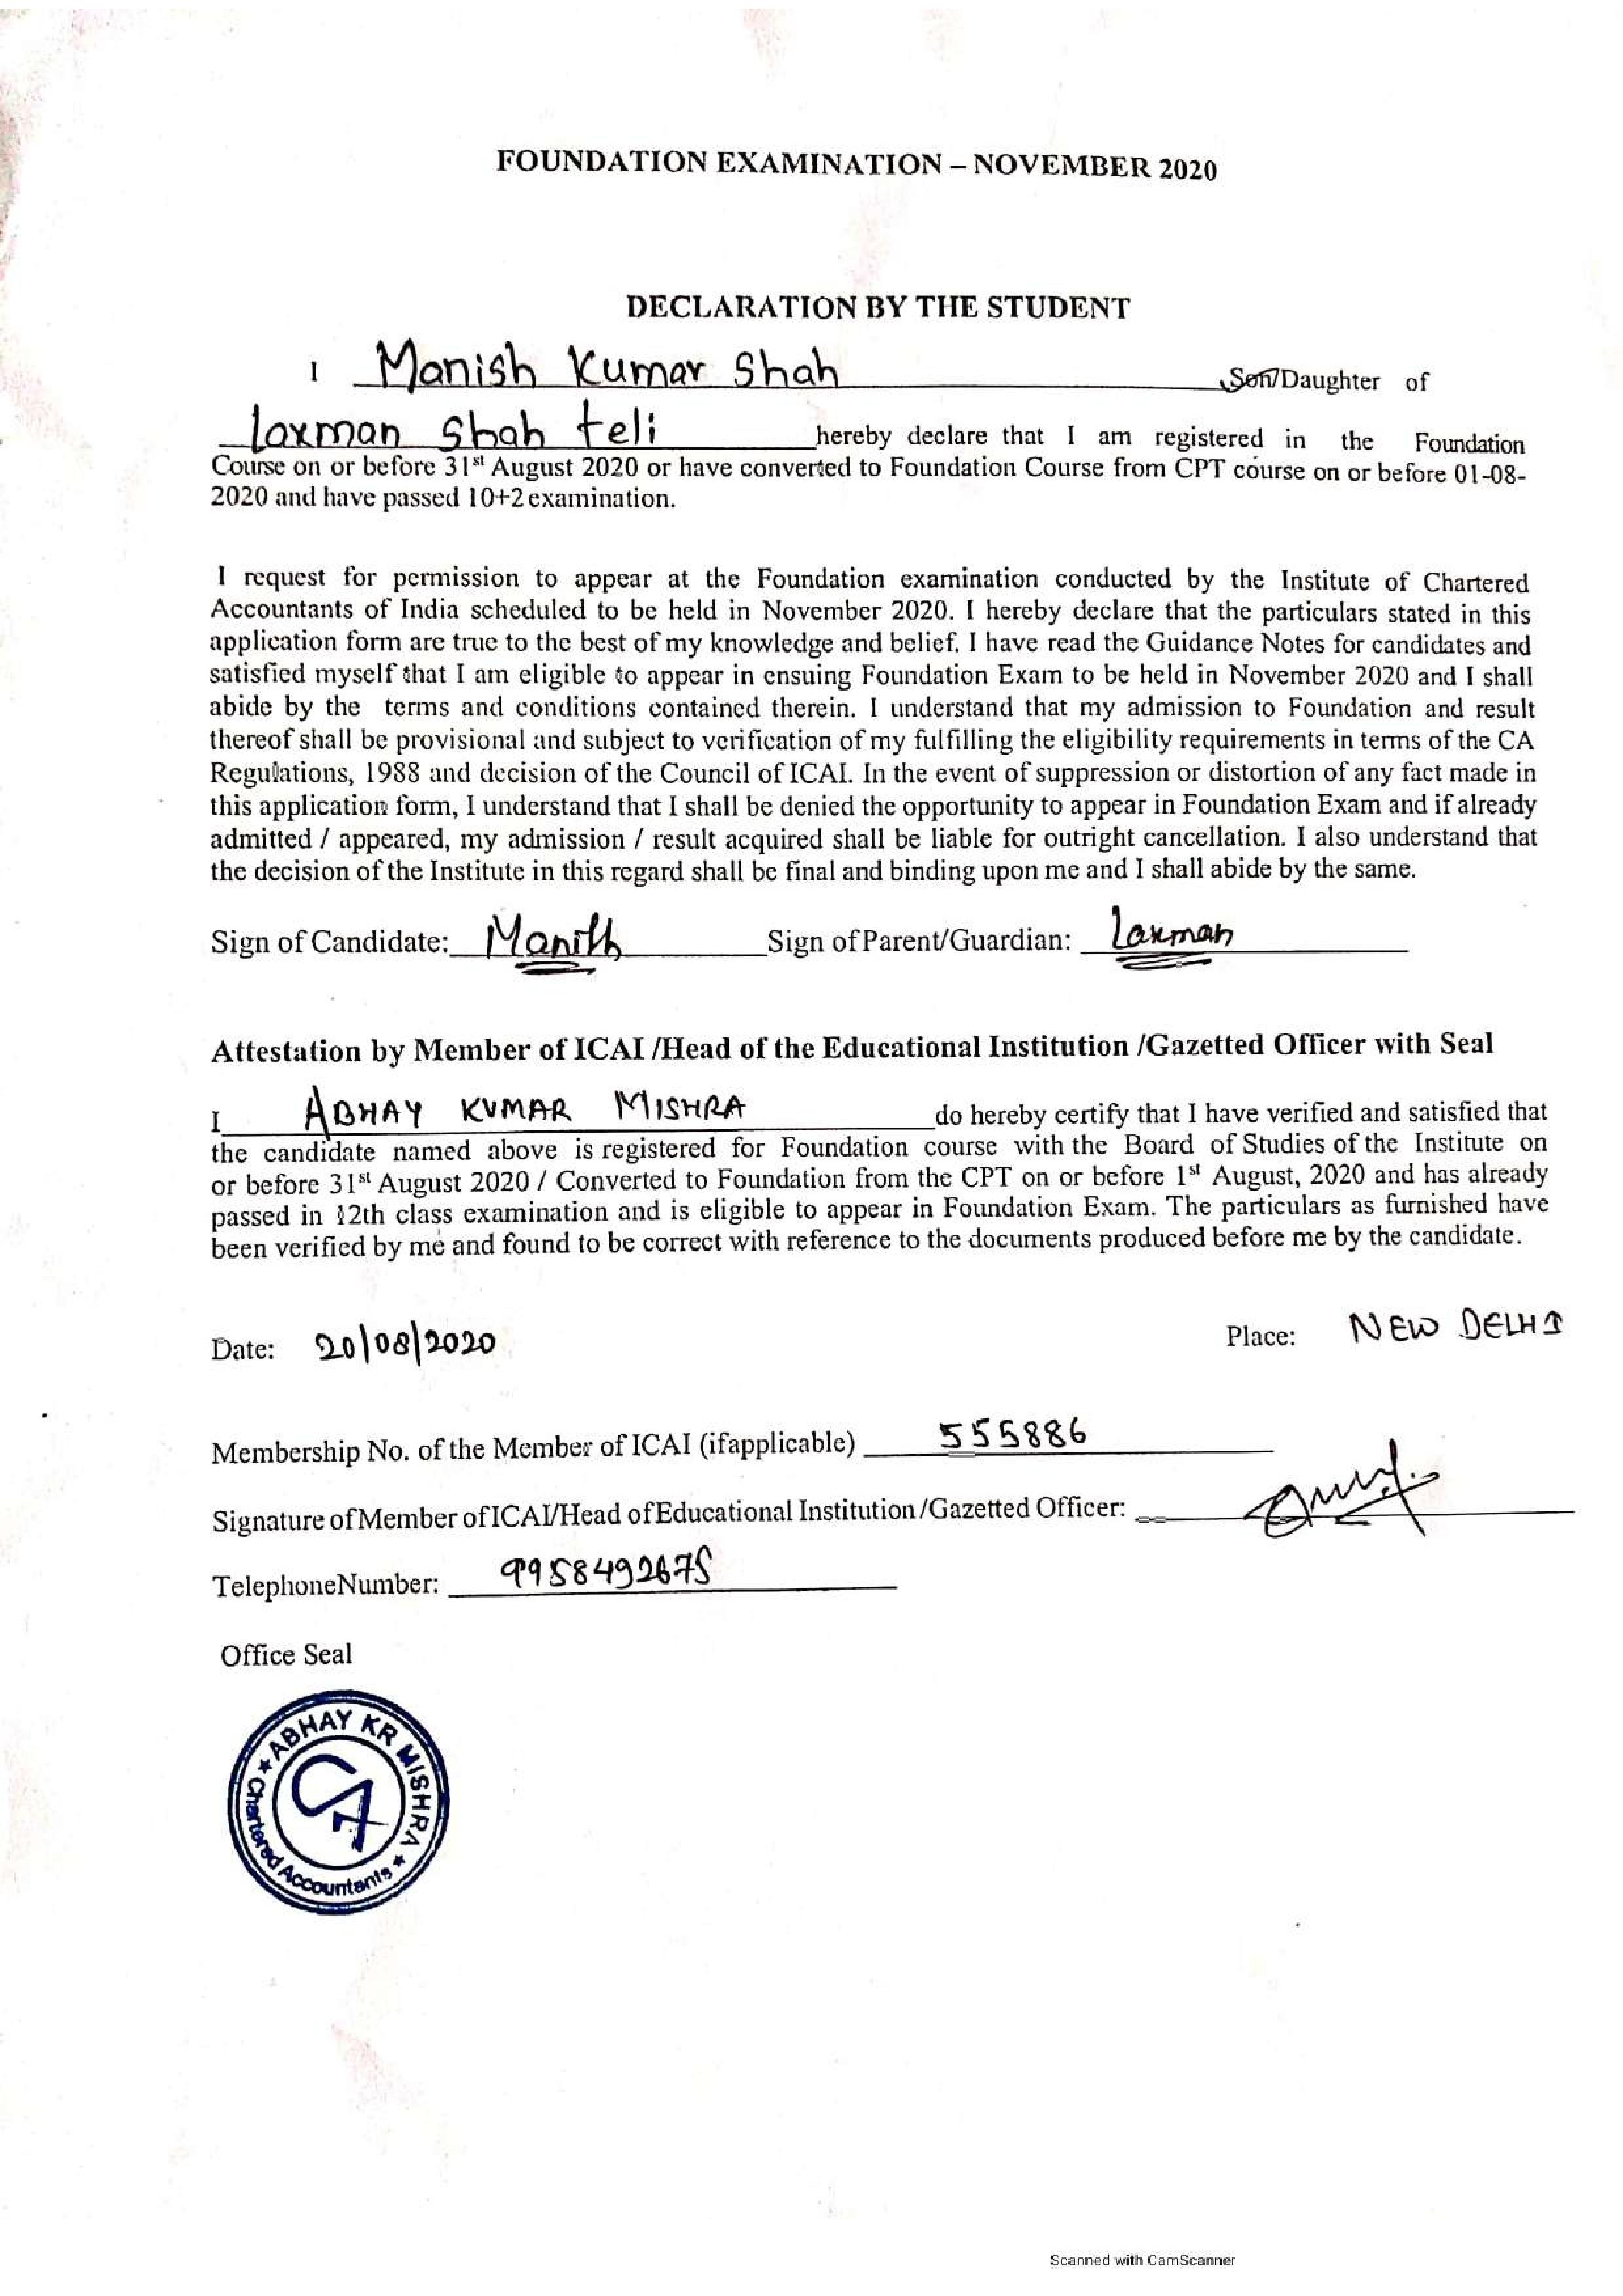 FOUNDATION EXAMINATION – NOVEMBER 2020
DECLARATION BY THE STUDENT
I Manish Kumar Shah Son/Daughter of
Laxman Shah teli hereby declare that I am registered in the Foundation
Course on or before 31st August 2020 or have converted to Foundation Course from CPT course on or before 01-08-
2020 and have passed 10+2 examination.
I request for permission to appear at the Foundation examination conducted by the Institute of Chartered
Accountants of India scheduled to be held in November 2020. I hereby declare that the particulars stated in this
application form are true to the best of my knowledge and belief. I have read the Guidance Notes for candidates and
satisfied myself that I am eligible to appear in ensuing Foundation Exam to be held in November 2020 and I shall
abide by the terms and conditions contained therein. I understand that my admission to Foundation and result
thereof shall be provisional and subject to verification of my fulfilling the eligibility requirements in terms of the CA
Regulations, 1988 and decision of the Council of ICAI. In the event of suppression or distortion of any fact made in
this application form, I understand that I shall be denied the opportunity to appear in Foundation Exam and if already
admitted / appeared, my admission / result acquired shall be liable for outright cancellation. I also understand that
the decision of the Institute in this regard shall be final and binding upon me and I shall abide by the same.
Sign of Candidate: Manish Sign of Parent/Guardian: Laxman
Attestation by Member of ICAI /Head of the Educational Institution /Gazetted Officer with Seal
I ABHAY KUMAR MISHRA do hereby certify that I have verified and satisfied that
the candidate named above is registered for Foundation course with the Board of Studies of the Institute on
or before 31st August 2020 / Converted to Foundation from the CPT on or before 1st August, 2020 and has already
passed in 12th class examination and is eligible to appear in Foundation Exam. The particulars as furnished have
been verified by me and found to be correct with reference to the documents produced before me by the candidate.
Date: 20/08/2020 Place: NEW DELHI
Membership No. of the Member of ICAI (ifapplicable) 555886
Signature of Member of ICAI/Head of Educational Institution /Gazetted Officer:
TelephoneNumber: 9958492675
Office Seal
ABHAY KR MISHRA
CA
Chartered Accountants
Scanned with CamScanner